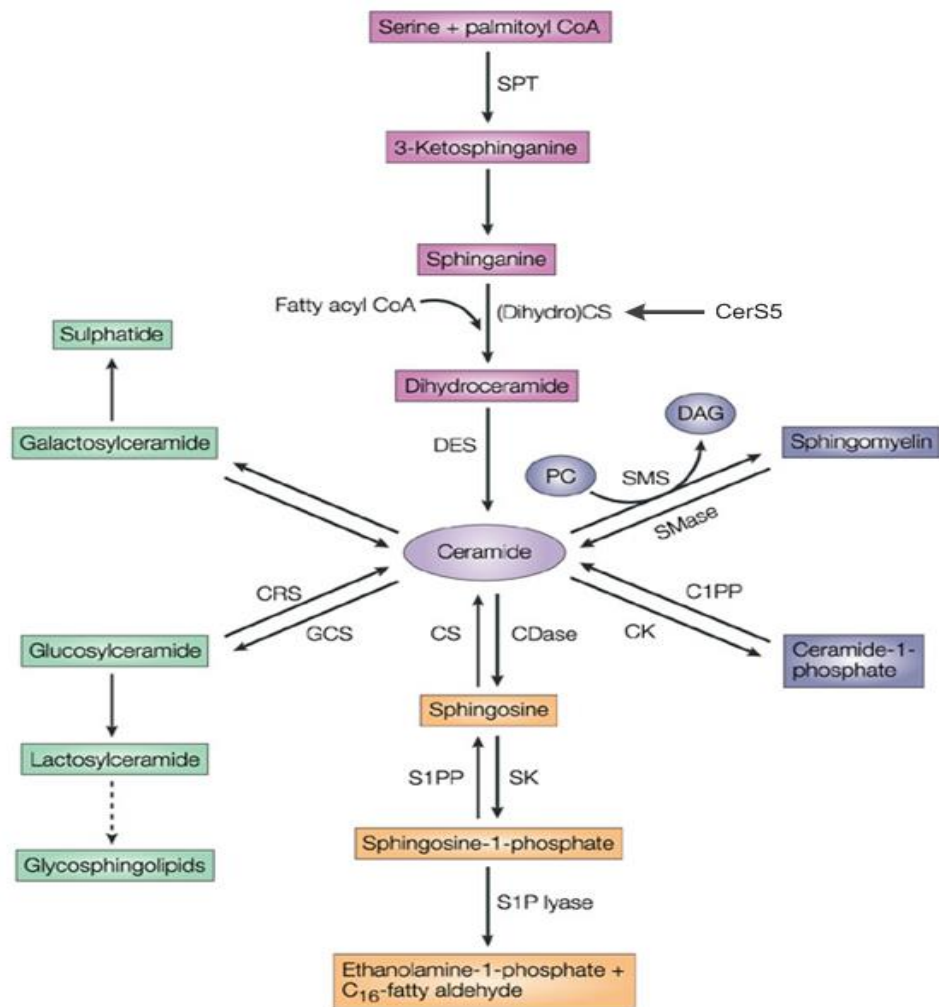 Serine + palmitoyl CoA
SPT
3-Ketosphinganine
Sphinganine
Fatty acyl CoA
(Dihydro)CS
CerS5
Sulphatide
Dihydroceramide
DAG
Galactosylceramide
DES
Sphingomyelin
PC
SMS
SMase
Ceramide
CRS
C1PP
GCS
CS
CDase
CK
Glucosylceramide
Ceramide-1-
phosphate
Sphingosine
Lactosylceramide
S1PP
SK
Sphingosine-1-phosphate
Glycosphingolipids
S1P lyase
Ethanolamine-1-phosphate +
C₁₆-fatty aldehyde